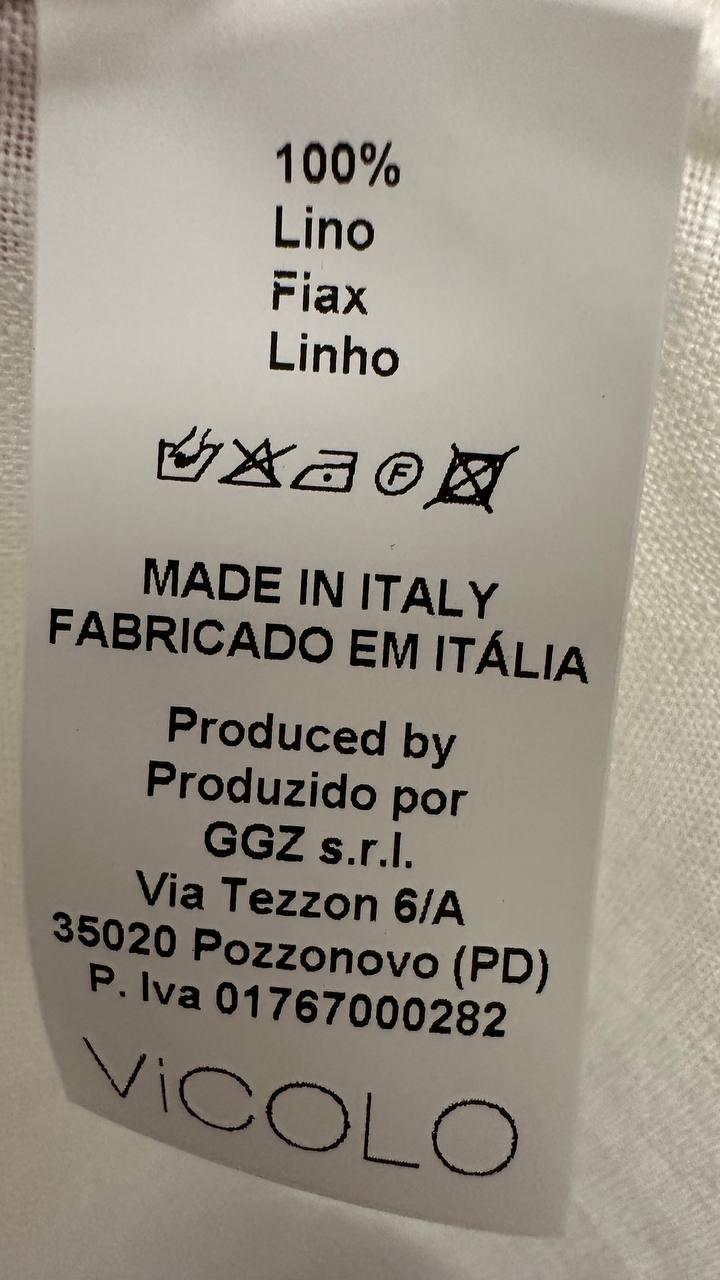 100%
Lino
Fiax
Linho
F
MADE IN ITALY
FABRICADO EM ITÁLIA
Produced by
Produzido por
GGZ s.r.l.
Via Tezzon 6/A
35020 Pozzonovo (PD)
P. Iva 01767000282
ViCOLO